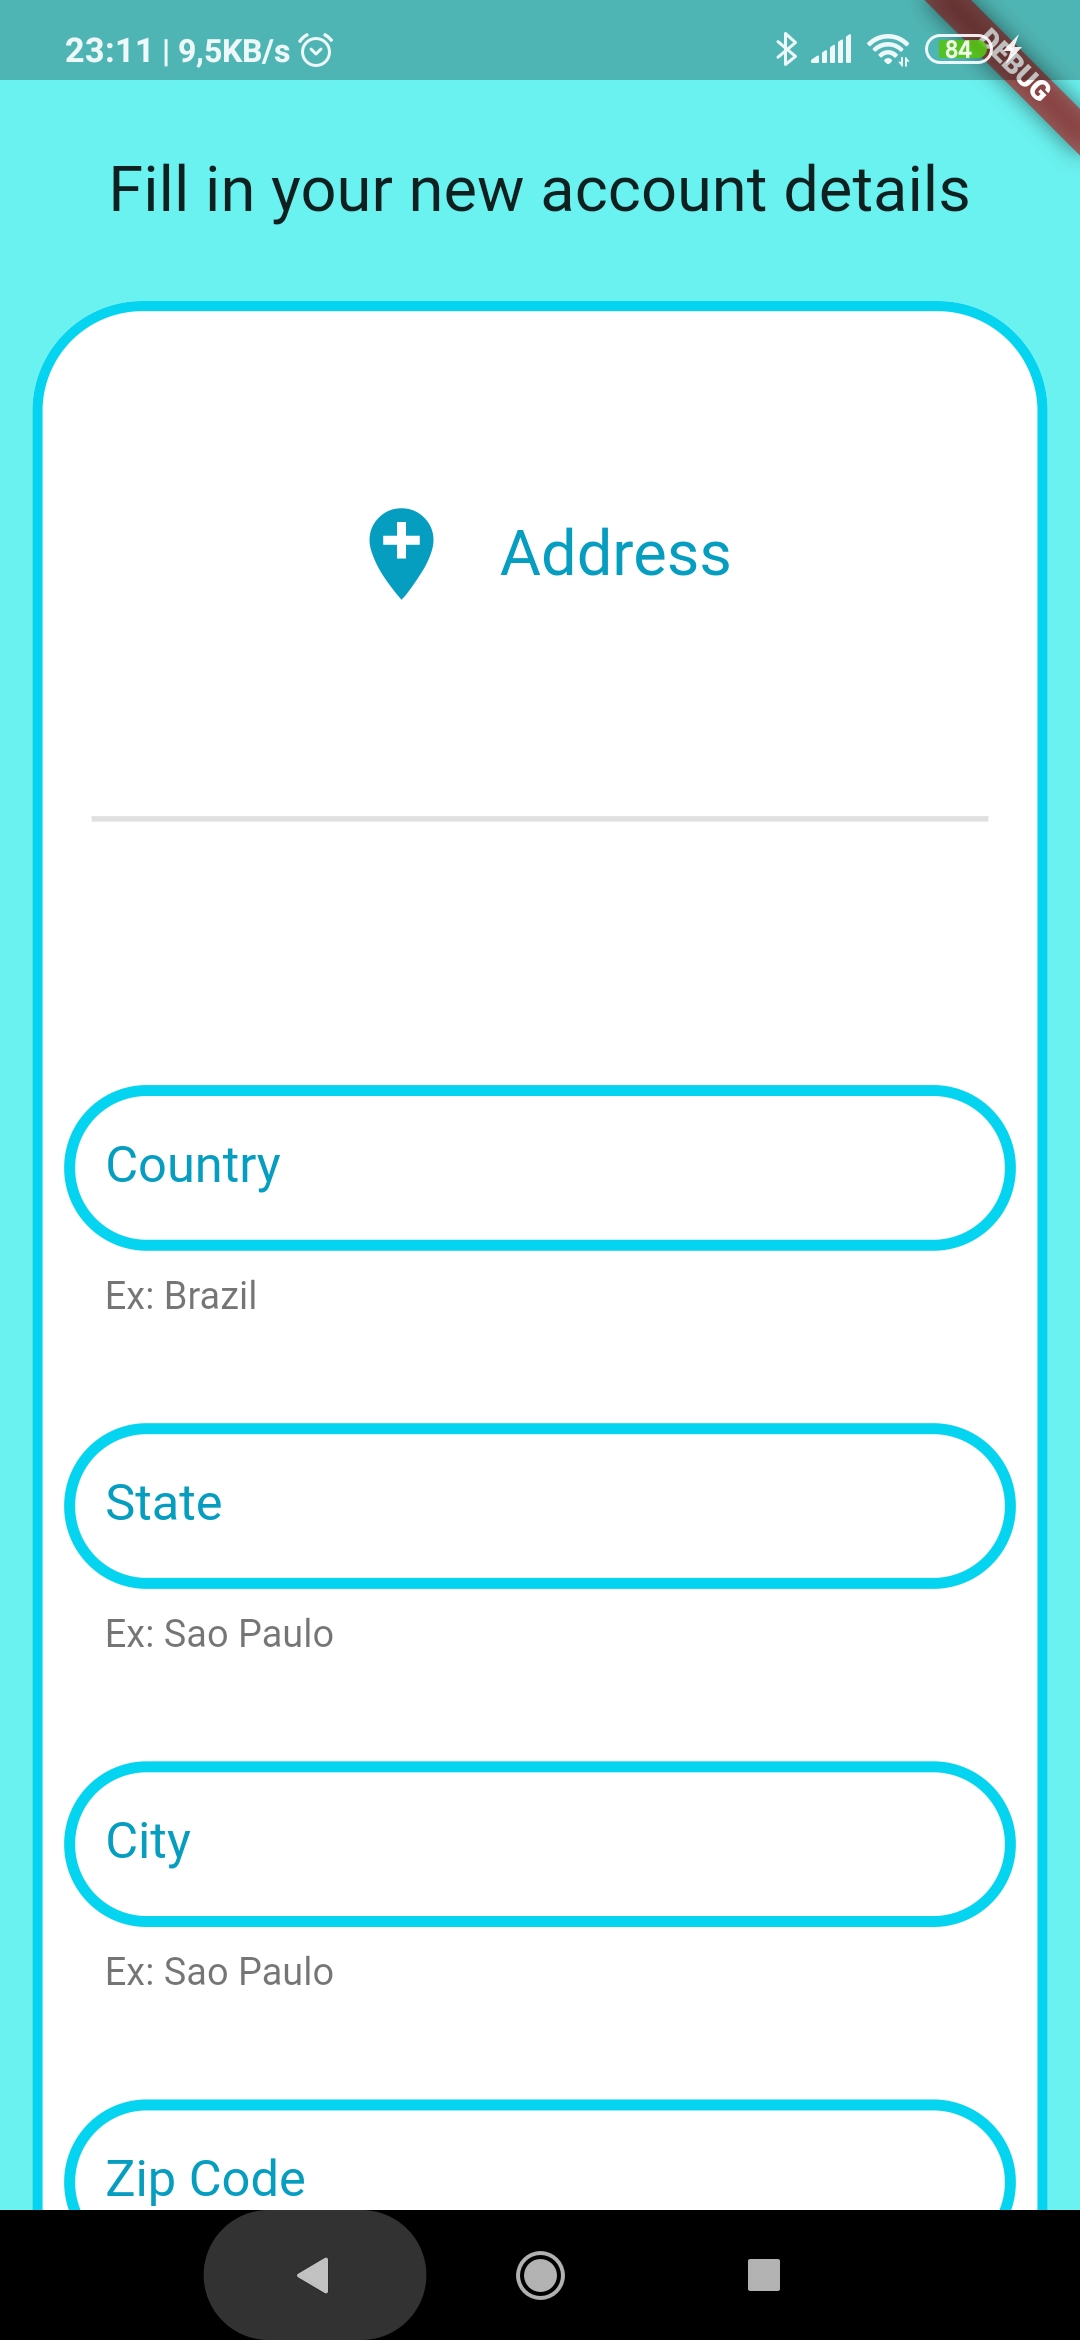 23:11 | 9,5KB/s
84
DEBUG
Fill in your new account details
Address
Country
Ex: Brazil
State
Ex: Sao Paulo
City
Ex: Sao Paulo
Zip Code